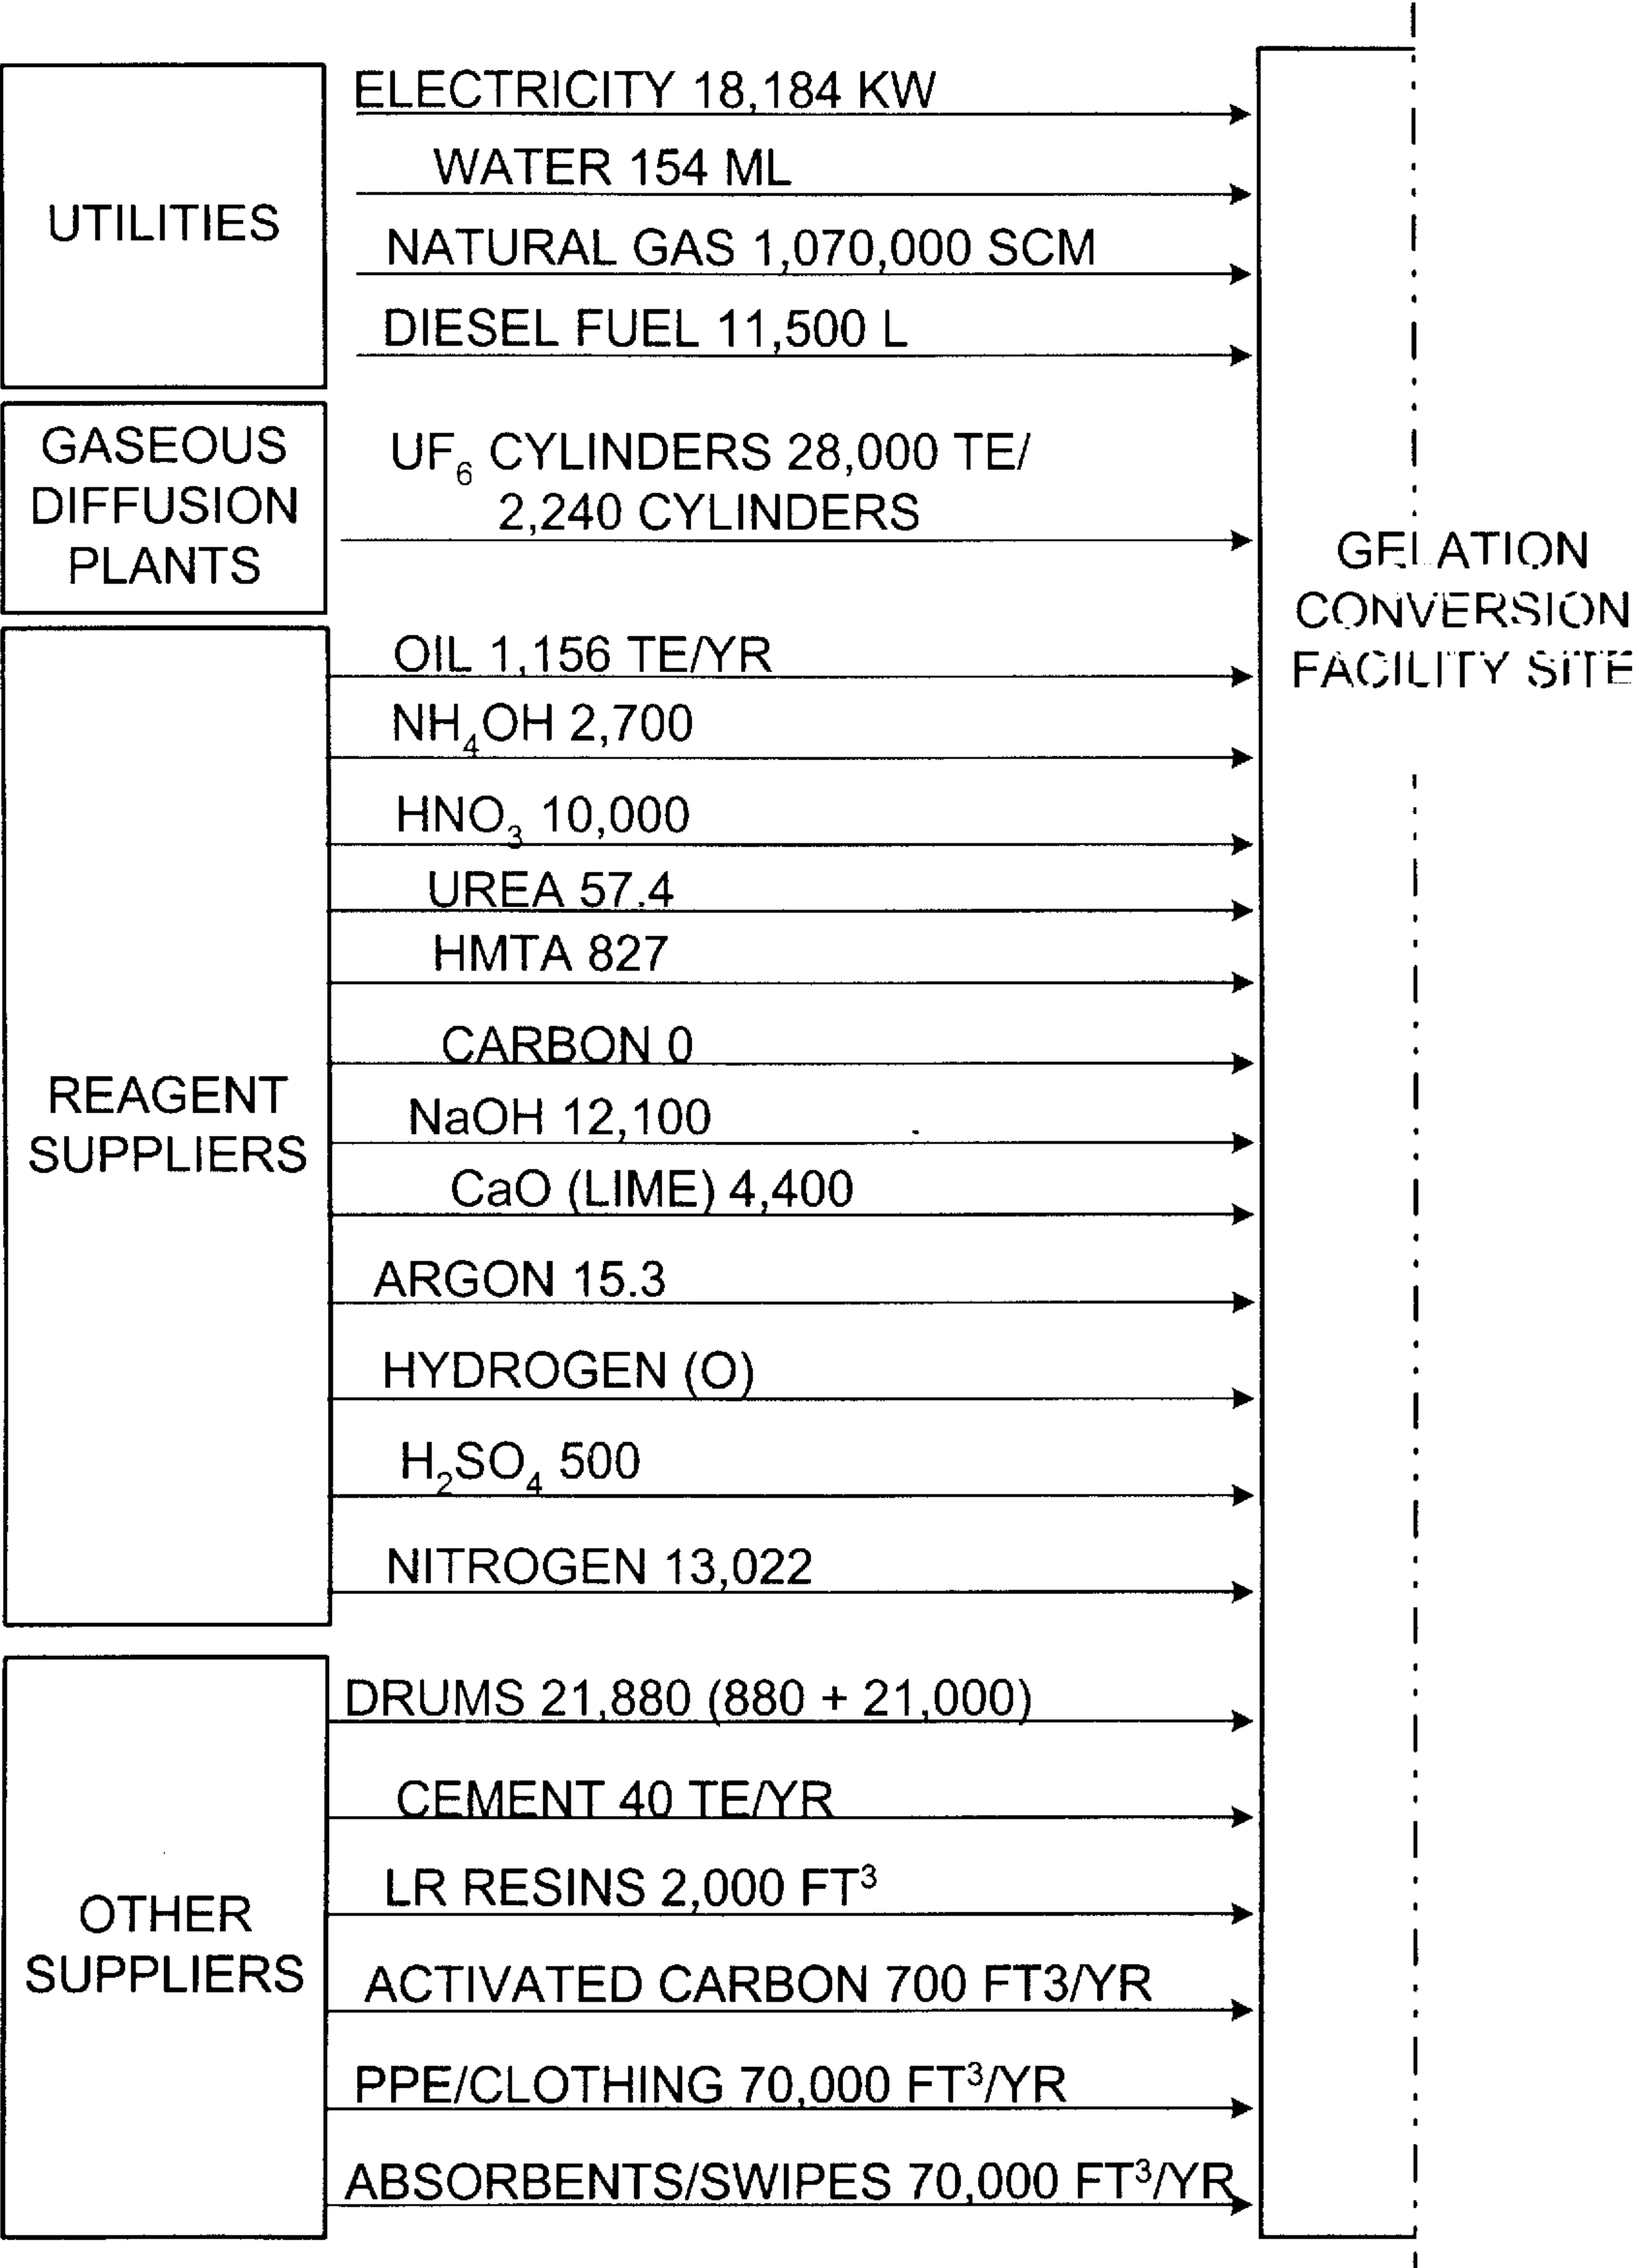 UTILITIES
ELECTRICITY 18,184 KW
WATER 154 ML
NATURAL GAS 1,070,000 SCM
DIESEL FUEL 11,500 L
GASEOUS
DIFFUSION
PLANTS
UF₆ CYLINDERS 28,000 TE/
2,240 CYLINDERS
GELATION
CONVERSION
FACILITY SITE
REAGENT
SUPPLIERS
OIL 1,156 TE/YR
NH₄OH 2,700
HNO₃ 10,000
UREA 57.4
HMTA 827
CARBON 0
NaOH 12,100
CaO (LIME) 4,400
ARGON 15.3
HYDROGEN (O)
H₂SO₄ 500
NITROGEN 13,022
OTHER
SUPPLIERS
DRUMS 21,880 (880 + 21,000)
CEMENT 40 TE/YR
LR RESINS 2,000 FT³
ACTIVATED CARBON 700 FT3/YR
PPE/CLOTHING 70,000 FT³/YR
ABSORBENTS/SWIPES 70,000 FT³/YR